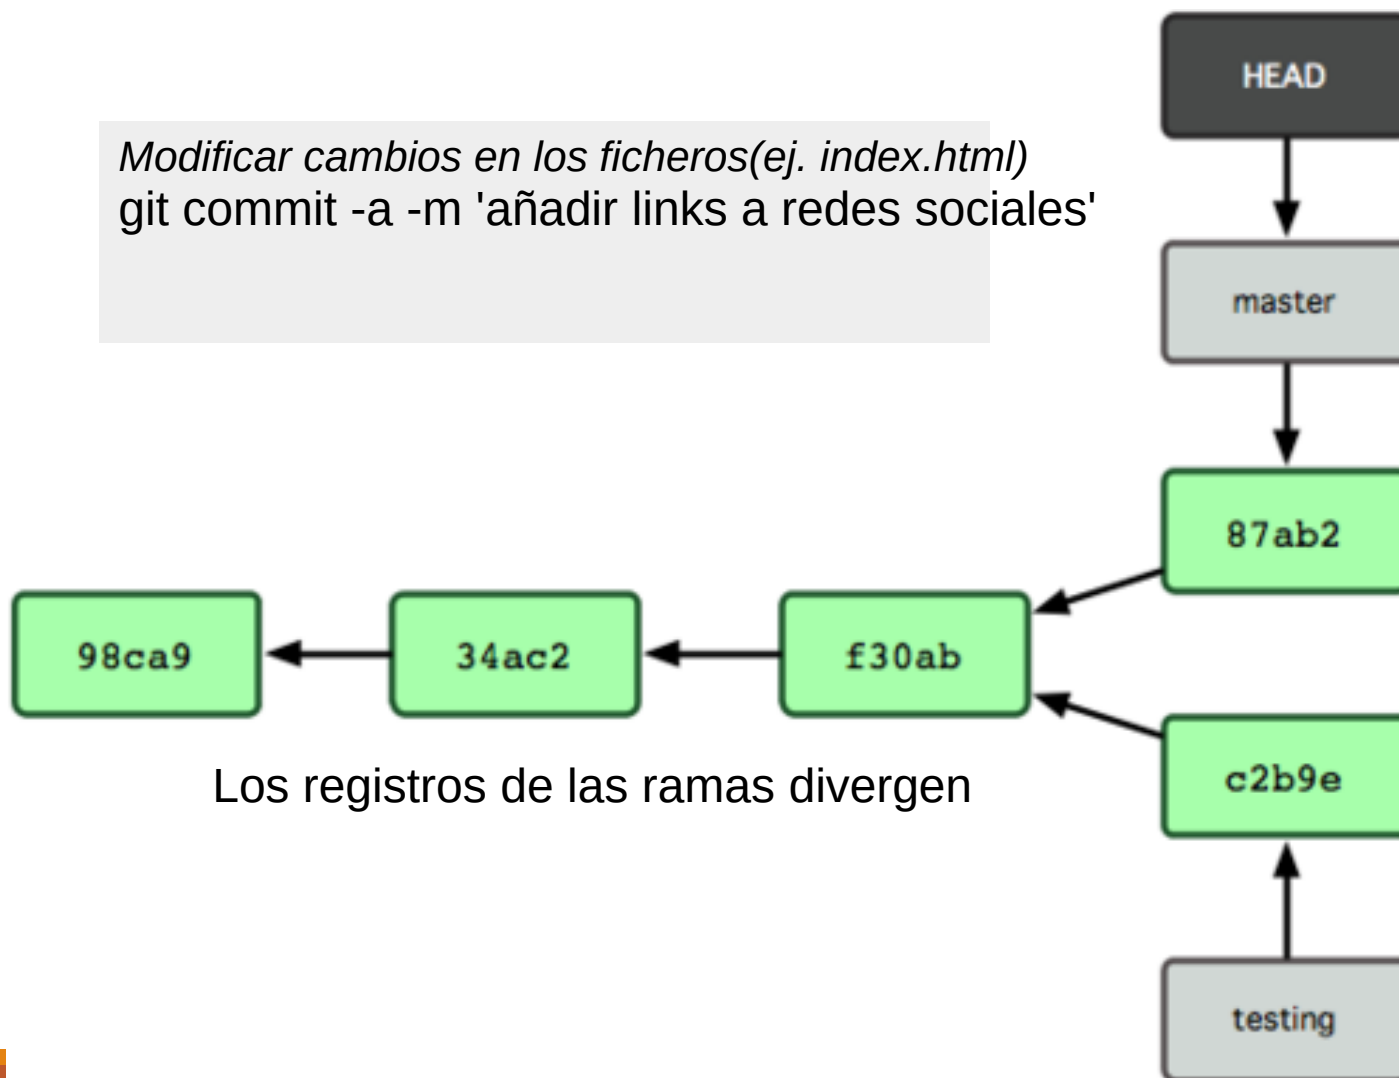 HEAD
Modificar cambios en los ficheros(ej. index.html)
git commit -a -m 'añadir links a redes sociales'
master
87ab2
98ca9
34ac2
f30ab
c2b9e
Los registros de las ramas divergen
testing